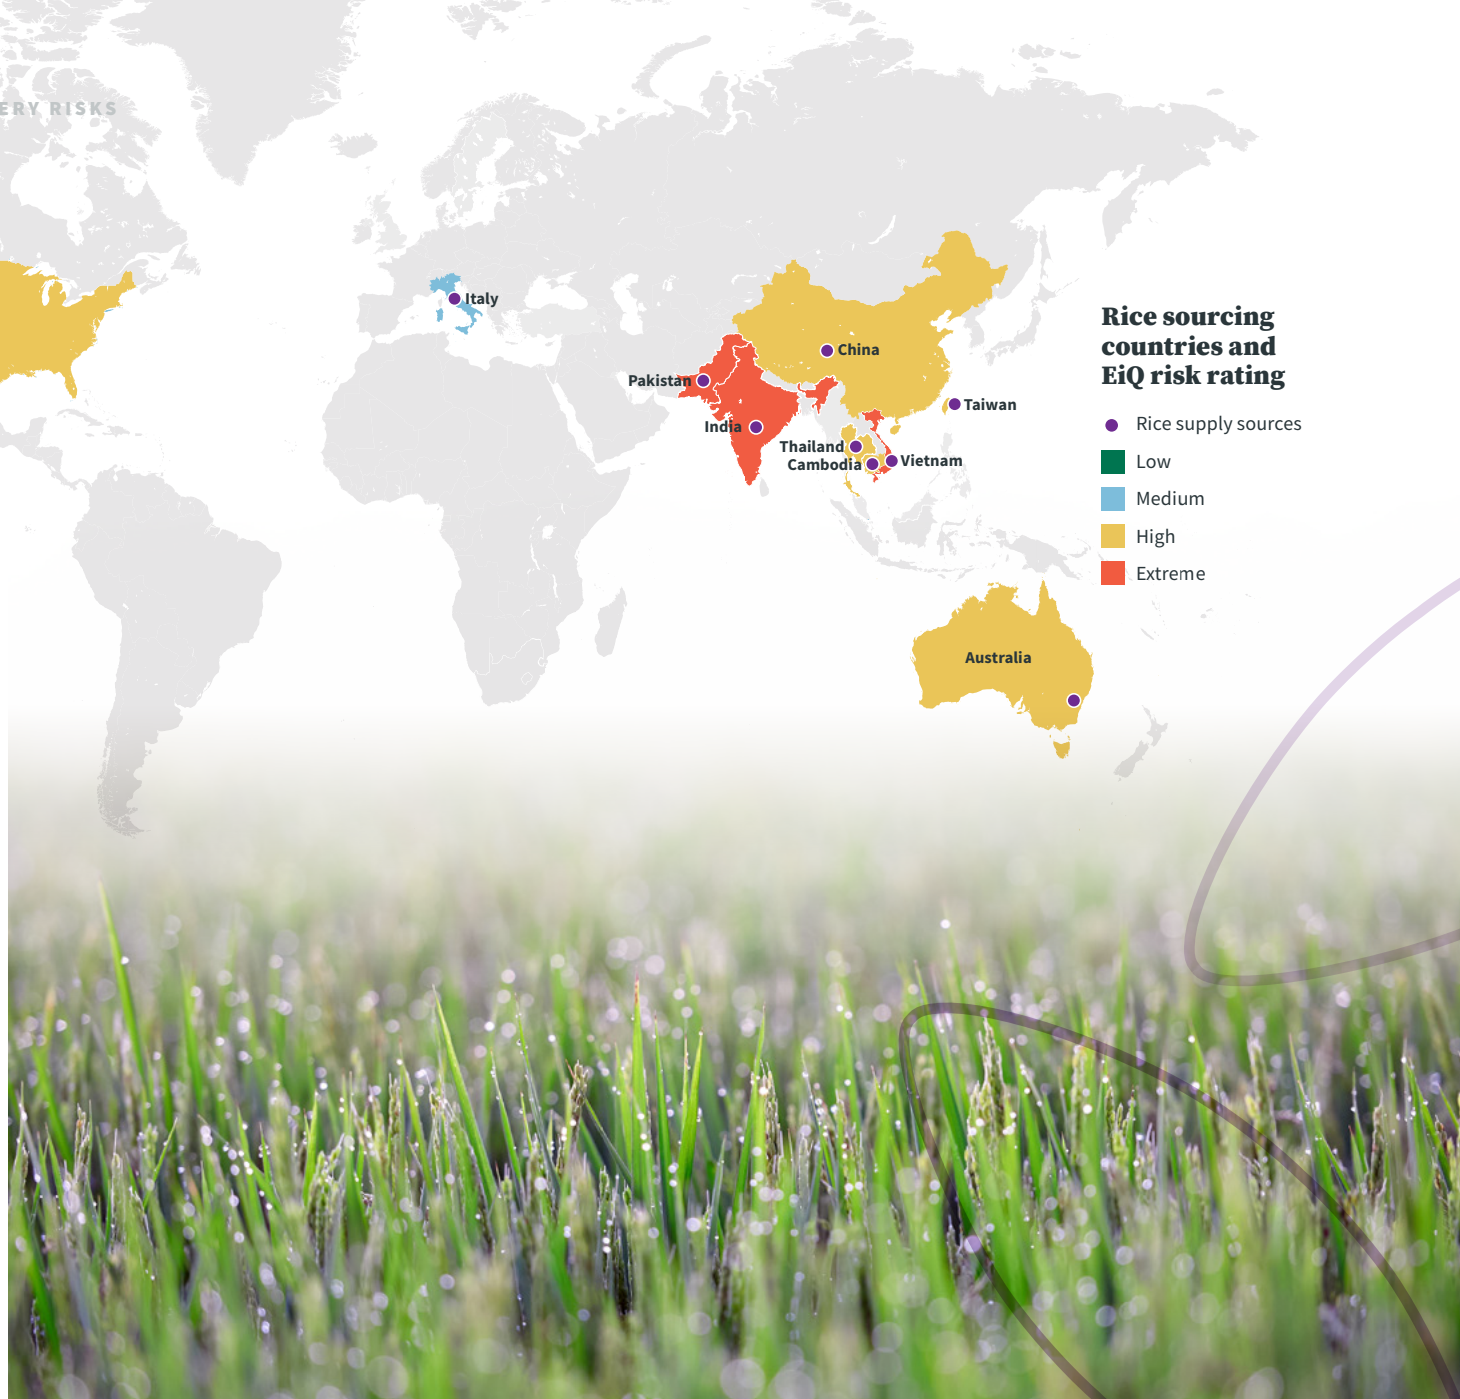 ERY RISKS
Italy
China
Pakistan
Taiwan
India
Thailand
Cambodia
Vietnam
Australia
Rice sourcing
countries and
EiQ risk rating
Rice supply sources
Low
Medium
High
Extreme